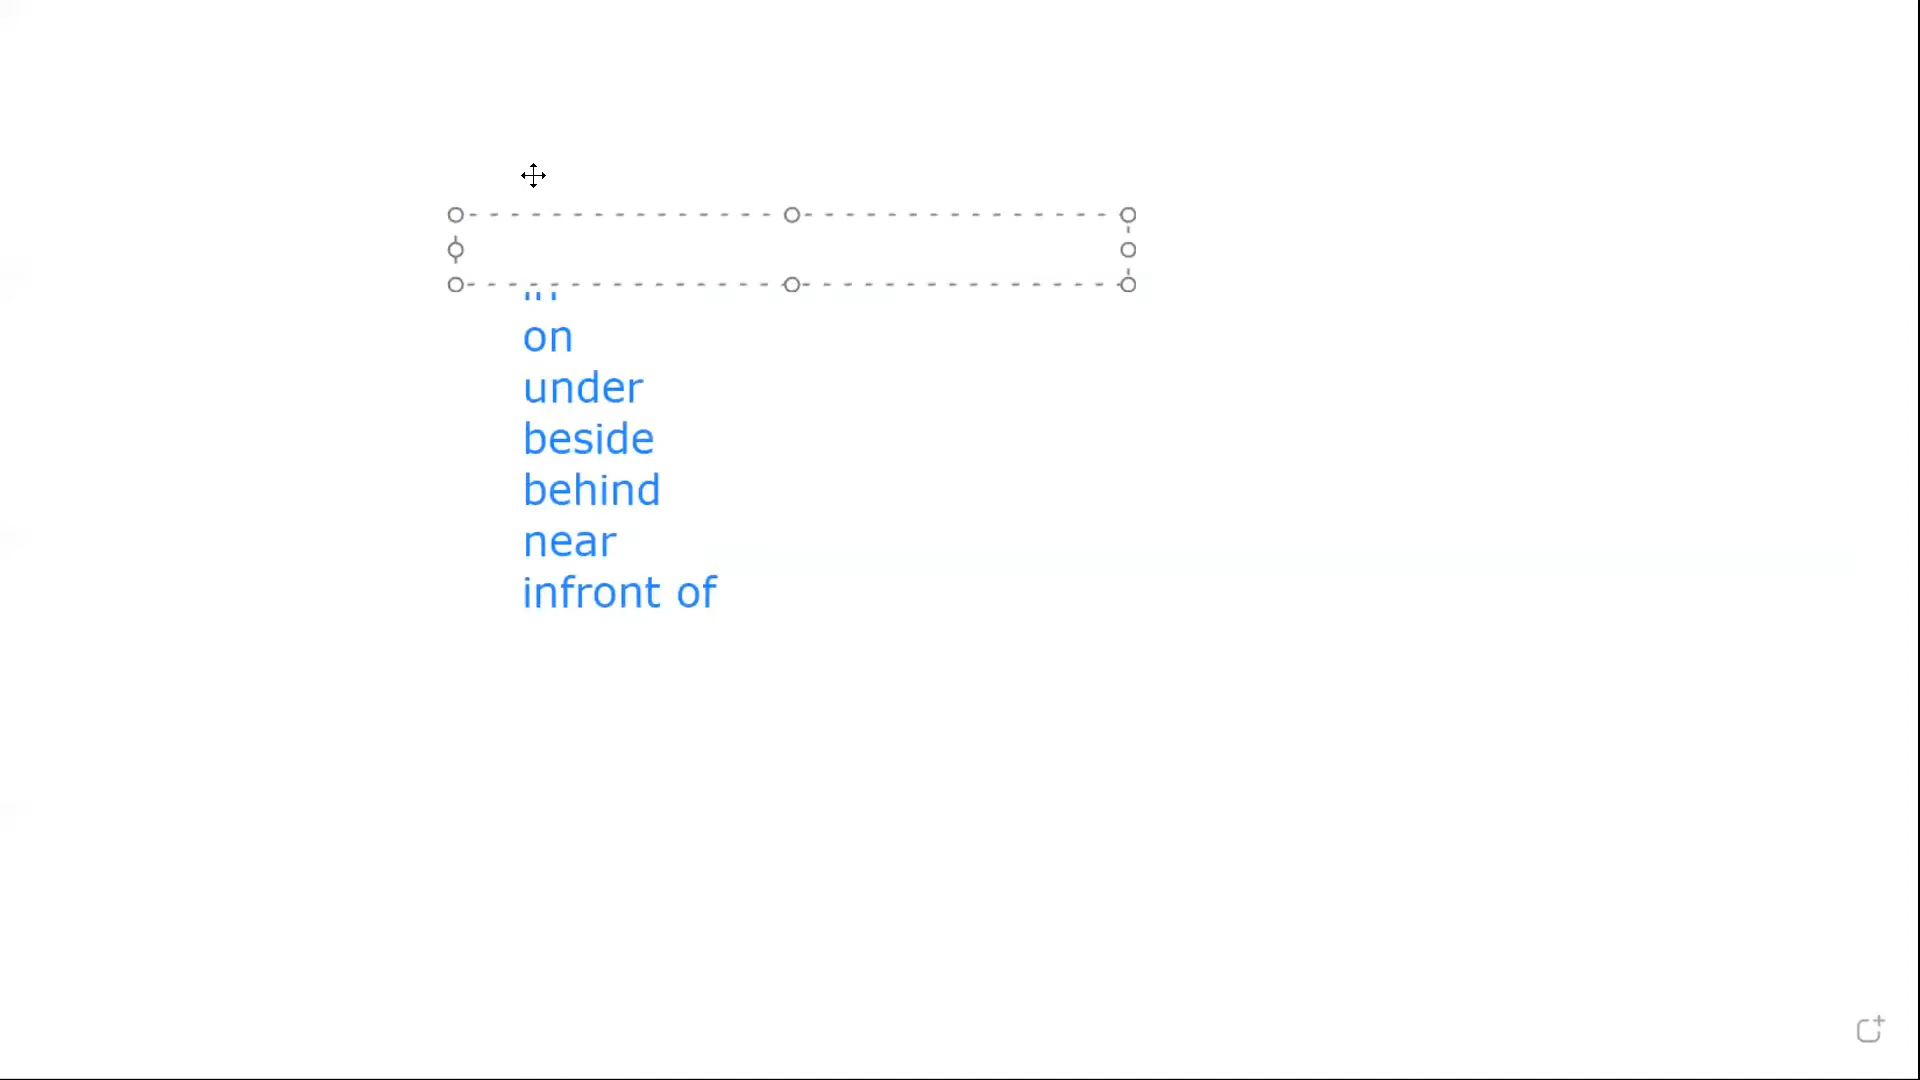 on
under
beside
behind
near
infront of